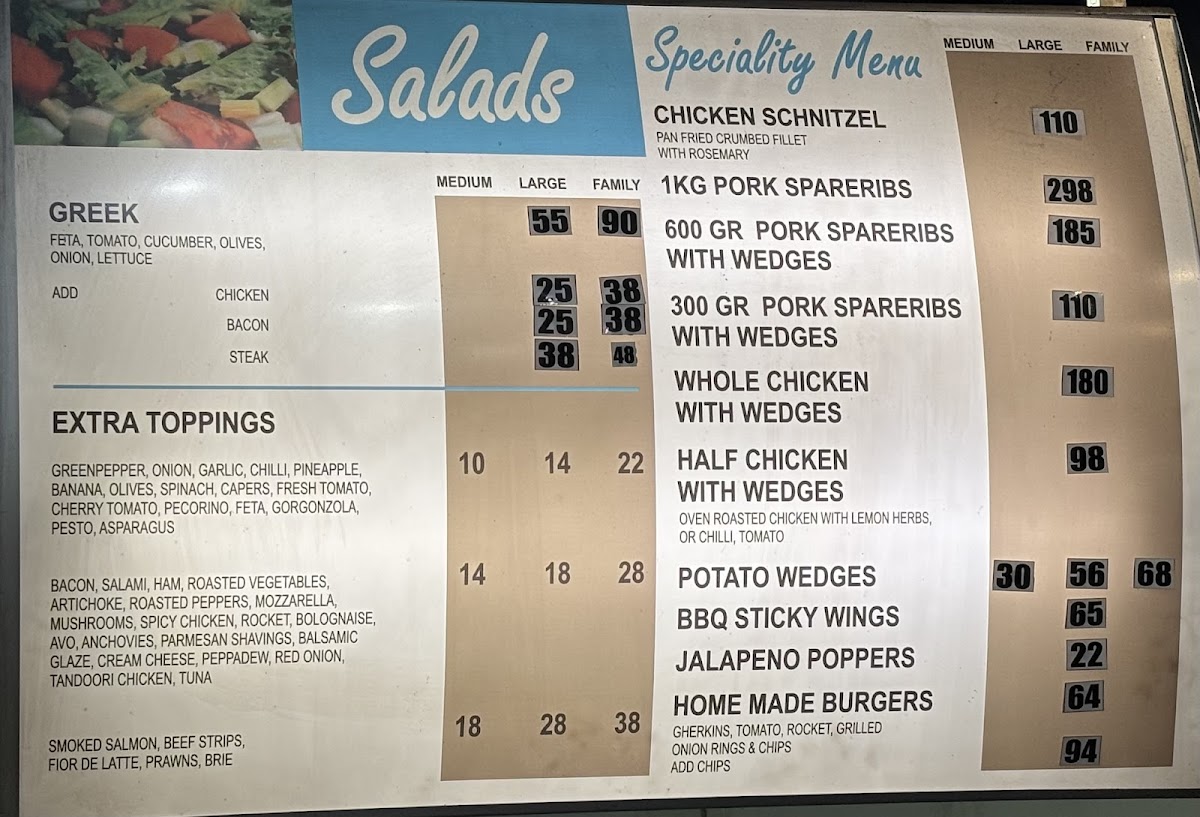 Salads
MEDIUM LARGE FAMILY
GREEK 55 90
FETA, TOMATO, CUCUMBER, OLIVES,
ONION, LETTUCE
ADD CHICKEN 25 38
BACON 25 38
STEAK 38 48
EXTRA TOPPINGS
GREENPEPPER, ONION, GARLIC, CHILLI, PINEAPPLE, 10 14 22
BANANA, OLIVES, SPINACH, CAPERS, FRESH TOMATO,
CHERRY TOMATO, PECORINO, FETA, GORGONZOLA,
PESTO, ASPARAGUS
BACON, SALAMI, HAM, ROASTED VEGETABLES, 14 18 28
ARTICHOKE, ROASTED PEPPERS, MOZZARELLA,
MUSHROOMS, SPICY CHICKEN, ROCKET, BOLOGNAISE,
AVO, ANCHOVIES, PARMESAN SHAVINGS, BALSAMIC
GLAZE, CREAM CHEESE, PEPPADEW, RED ONION,
TANDOORI CHICKEN, TUNA
SMOKED SALMON, BEEF STRIPS, 18 28 38
FIOR DE LATTE, PRAWNS, BRIE
Speciality Menu
MEDIUM LARGE FAMILY
CHICKEN SCHNITZEL 110
PAN FRIED CRUMBED FILLET
WITH ROSEMARY
1KG PORK SPARERIBS 298
600 GR PORK SPARERIBS 185
WITH WEDGES
300 GR PORK SPARERIBS 110
WITH WEDGES
WHOLE CHICKEN 180
WITH WEDGES
HALF CHICKEN 98
WITH WEDGES
OVEN ROASTED CHICKEN WITH LEMON HERBS,
OR CHILLI, TOMATO
POTATO WEDGES 30 56 68
BBQ STICKY WINGS 65
JALAPENO POPPERS 22
HOME MADE BURGERS 64
GHERKINS, TOMATO, ROCKET, GRILLED
ONION RINGS & CHIPS 94
ADD CHIPS